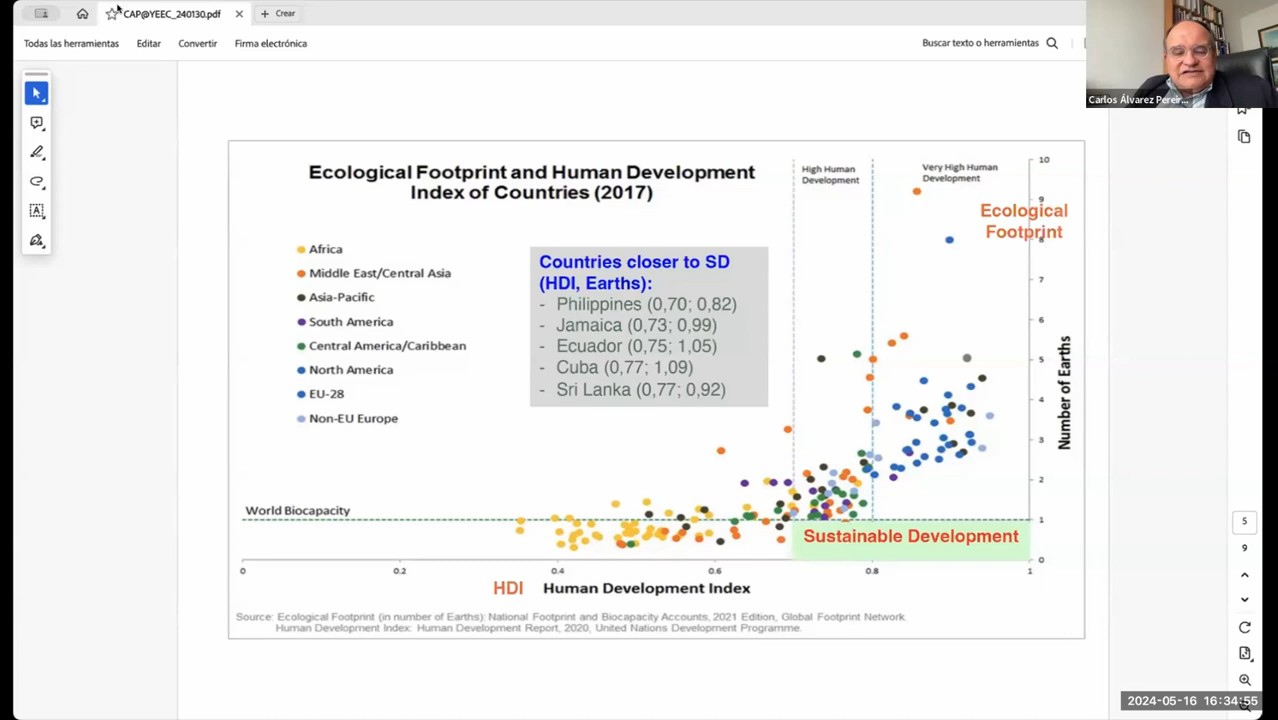 CAP@YEEC_240130.pdf
Crear
Todas las herramientas
Editar
Convertir
Firma electrónica
Buscar texto o herramientas
Carlos Álvarez Pereir...
Ecological Footprint and Human Development
Index of Countries (2017)
High Human
Development
Very High Human
Development
Ecological
Footprint
Africa
Middle East/Central Asia
Asia-Pacific
South America
Central America/Caribbean
North America
EU-28
Non-EU Europe
Countries closer to SD
(HDI, Earths):
- Philippines (0,70; 0,82)
- Jamaica (0,73; 0,99)
- Ecuador (0,75; 1,05)
- Cuba (0,77; 1,09)
- Sri Lanka (0,77; 0,92)
10
9
8
7
6
5
4
3
2
1
0
Number of Earths
World Biocapacity
Sustainable Development
0
0.2
0.4
0.6
0.8
1
HDI
Human Development Index
Source: Ecological Footprint (in number of Earths): National Footprint and Biocapacity Accounts, 2021 Edition, Global Footprint Network.
Human Development Index: Human Development Report, 2020, United Nations Development Programme.
5
9
2024-05-16 16:34:55